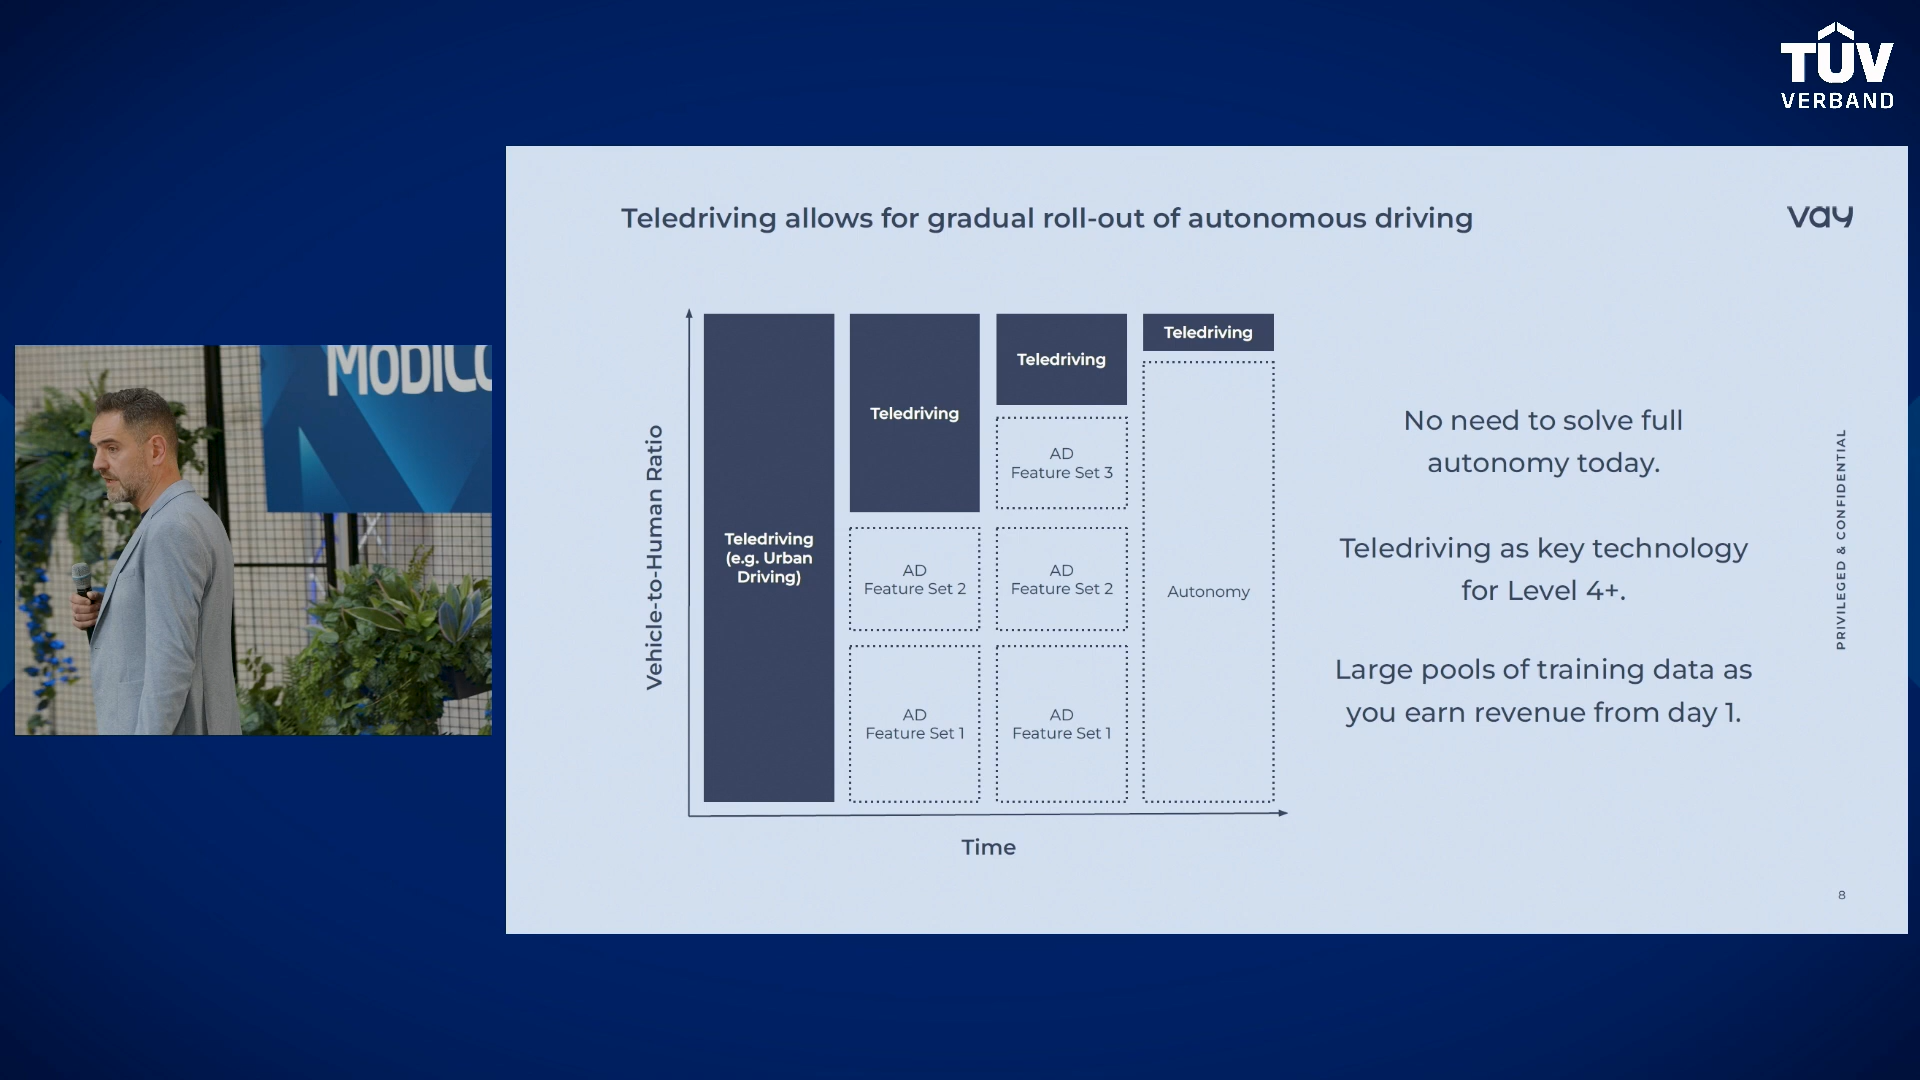 TÜV
VERBAND
MOBICO
Teledriving allows for gradual roll-out of autonomous driving
vay
Vehicle-to-Human Ratio
Teledriving
(e.g. Urban
Driving)
Teledriving
AD
Feature Set 2
AD
Feature Set 1
Teledriving
AD
Feature Set 3
AD
Feature Set 2
AD
Feature Set 1
Teledriving
Autonomy
Time
No need to solve full
autonomy today.
Teledriving as key technology
for Level 4+.
Large pools of training data as
you earn revenue from day 1.
PRIVILEGED & CONFIDENTIAL
8